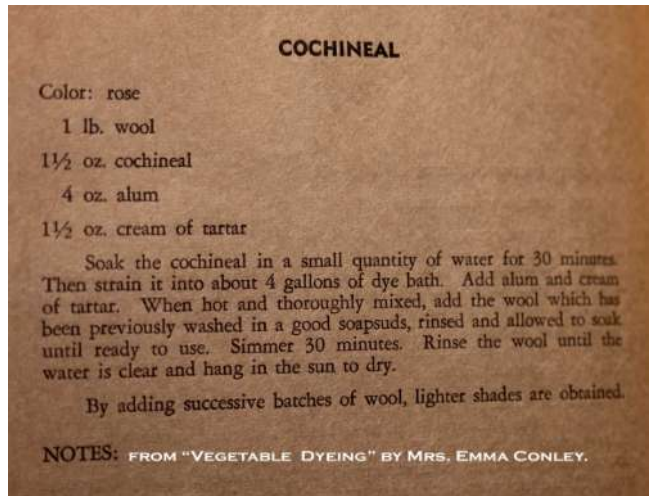 COCHINEAL
Color: rose
1 lb. wool
1½ oz. cochineal
4 oz. alum
1½ oz. cream of tartar
Soak the cochineal in a small quantity of water for 30 minutes.
Then strain it into about 4 gallons of dye bath. Add alum and cream
of tartar. When hot and thoroughly mixed, add the wool which has
been previously washed in a good soapsuds, rinsed and allowed to soak
until ready to use. Simmer 30 minutes. Rinse the wool until the
water is clear and hang in the sun to dry.
By adding successive batches of wool, lighter shades are obtained.
NOTES: FROM "VEGETABLE DYEING" BY MRS. EMMA CONLEY.